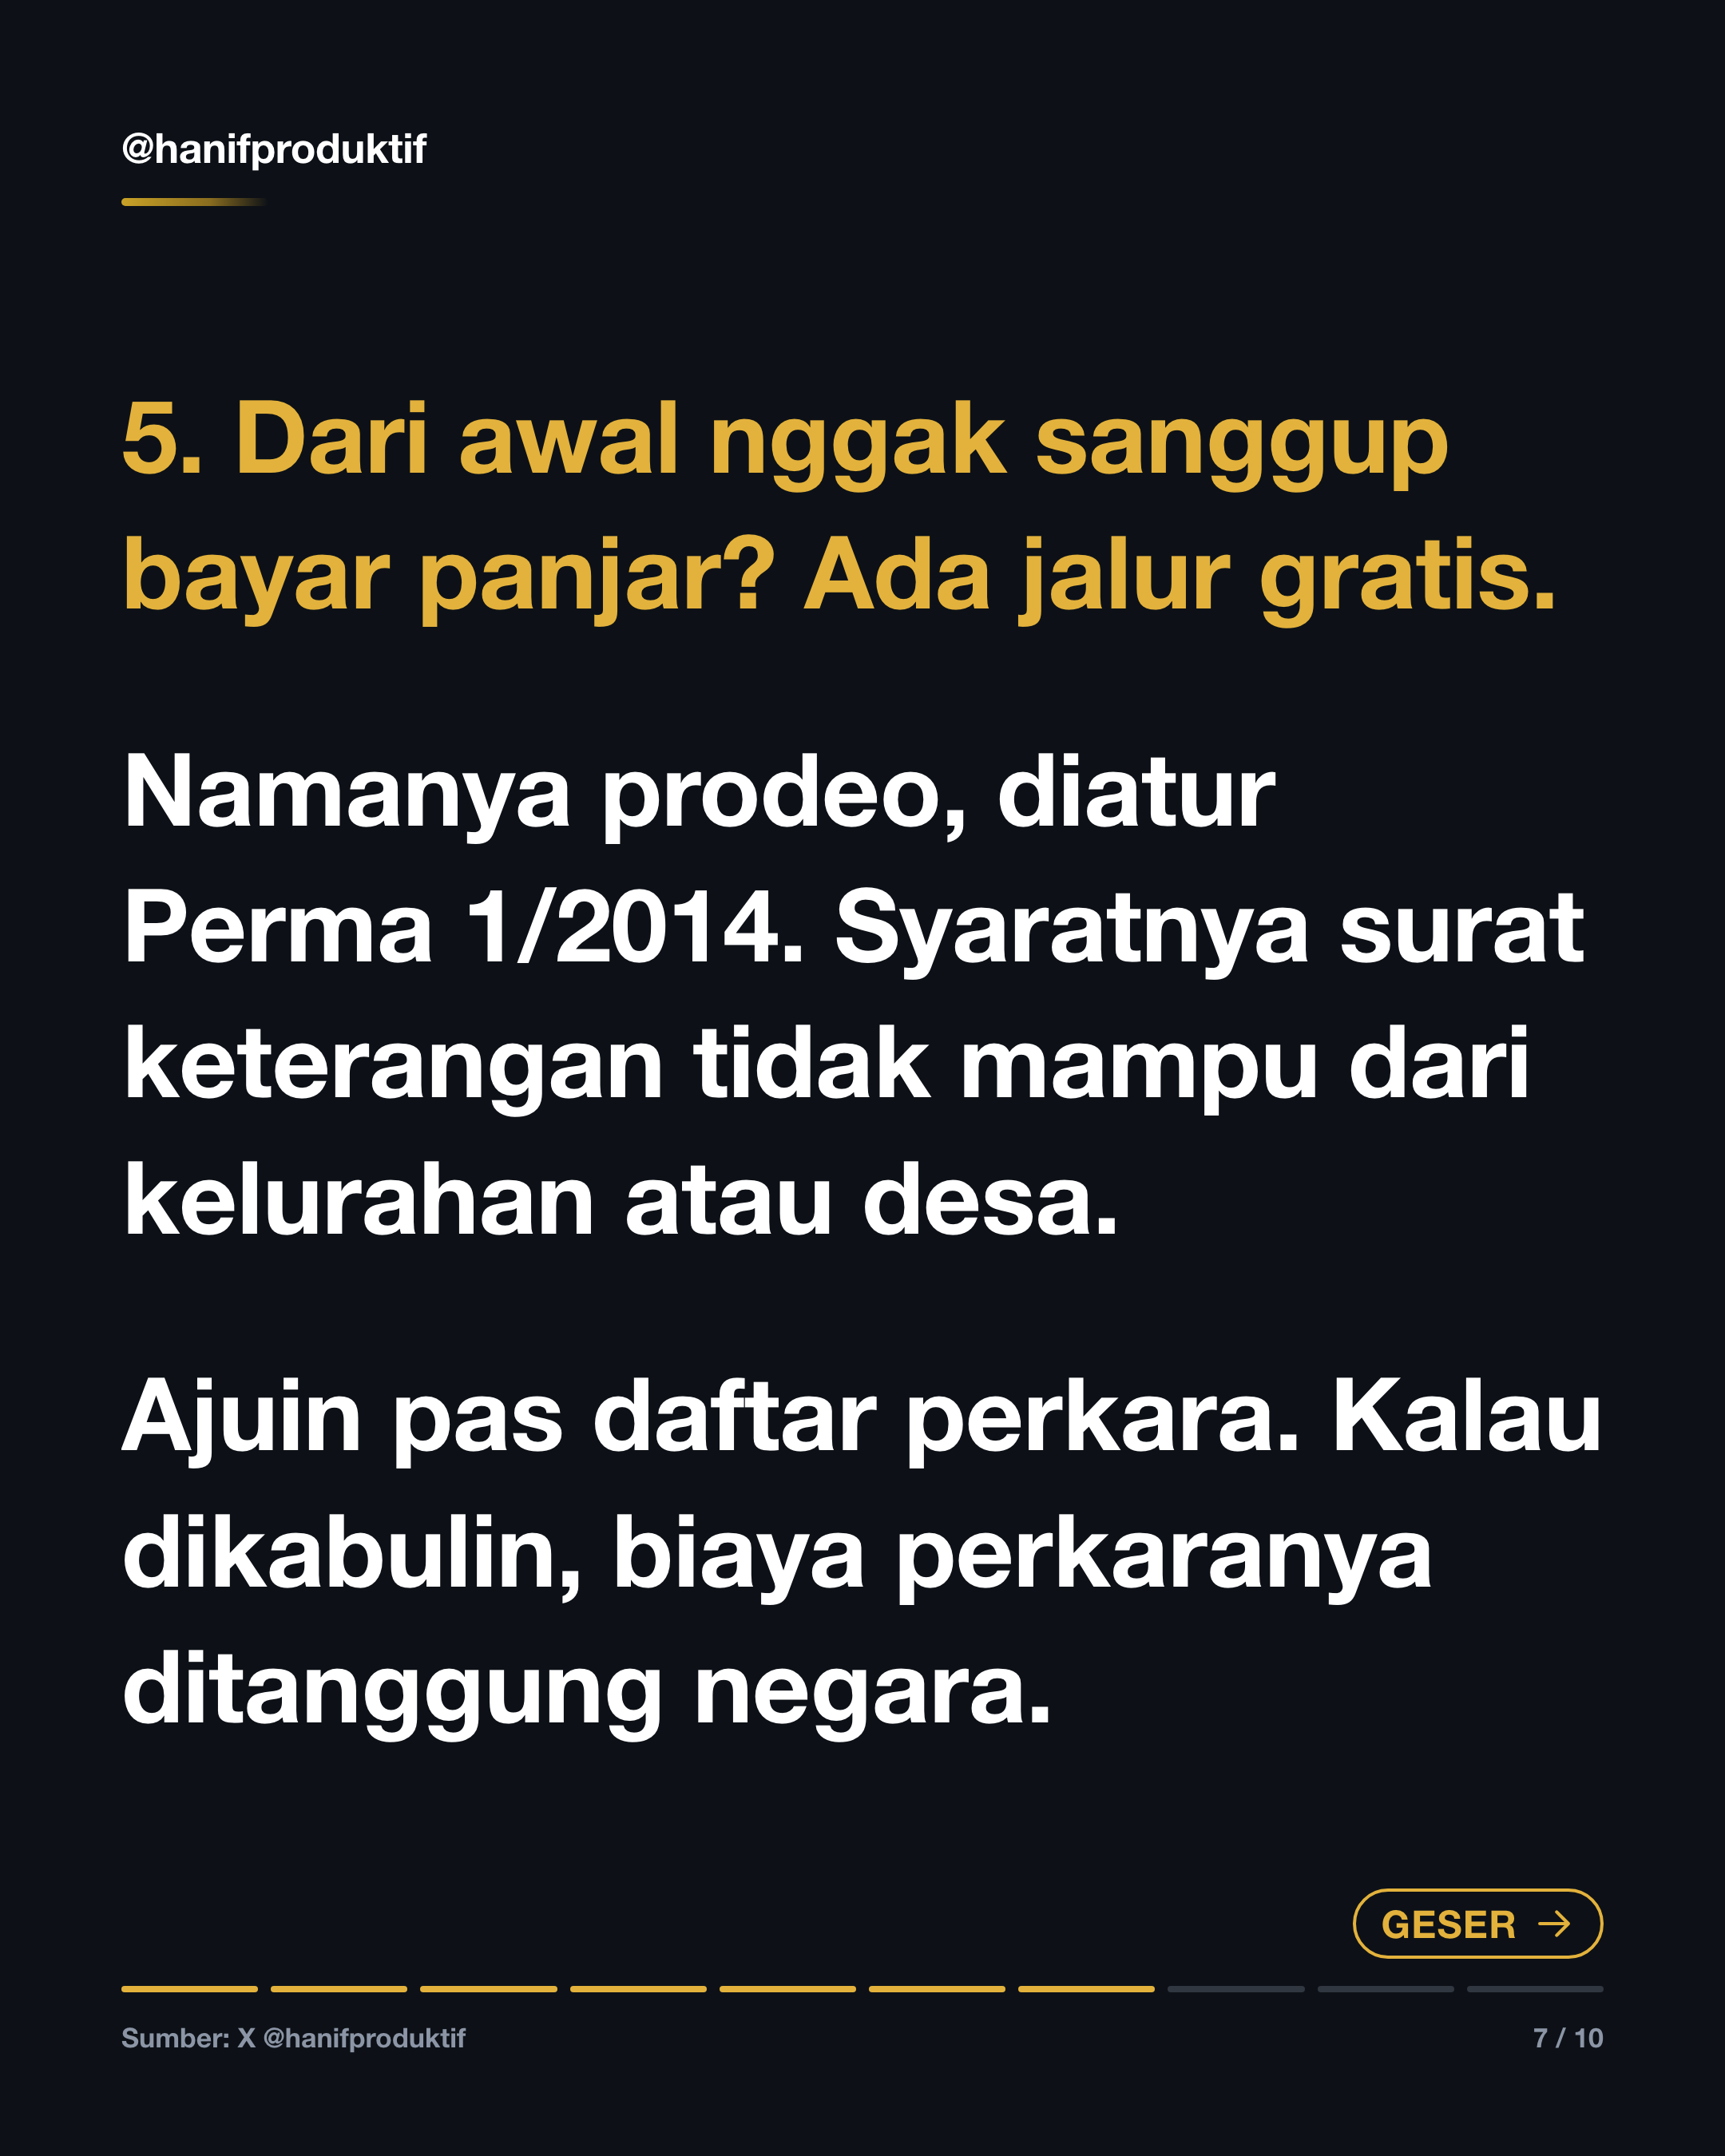 @hanifproduktif
5. Dari awal nggak sanggup
bayar panjar? Ada jalur gratis.
Namanya prodeo, diatur
Perma 1/2014. Syaratnya surat
keterangan tidak mampu dari
kelurahan atau desa.
Ajuin pas daftar perkara. Kalau
dikabulin, biaya perkaranya
ditanggung negara.
GESER →
Sumber: X @hanifproduktif
7 / 10